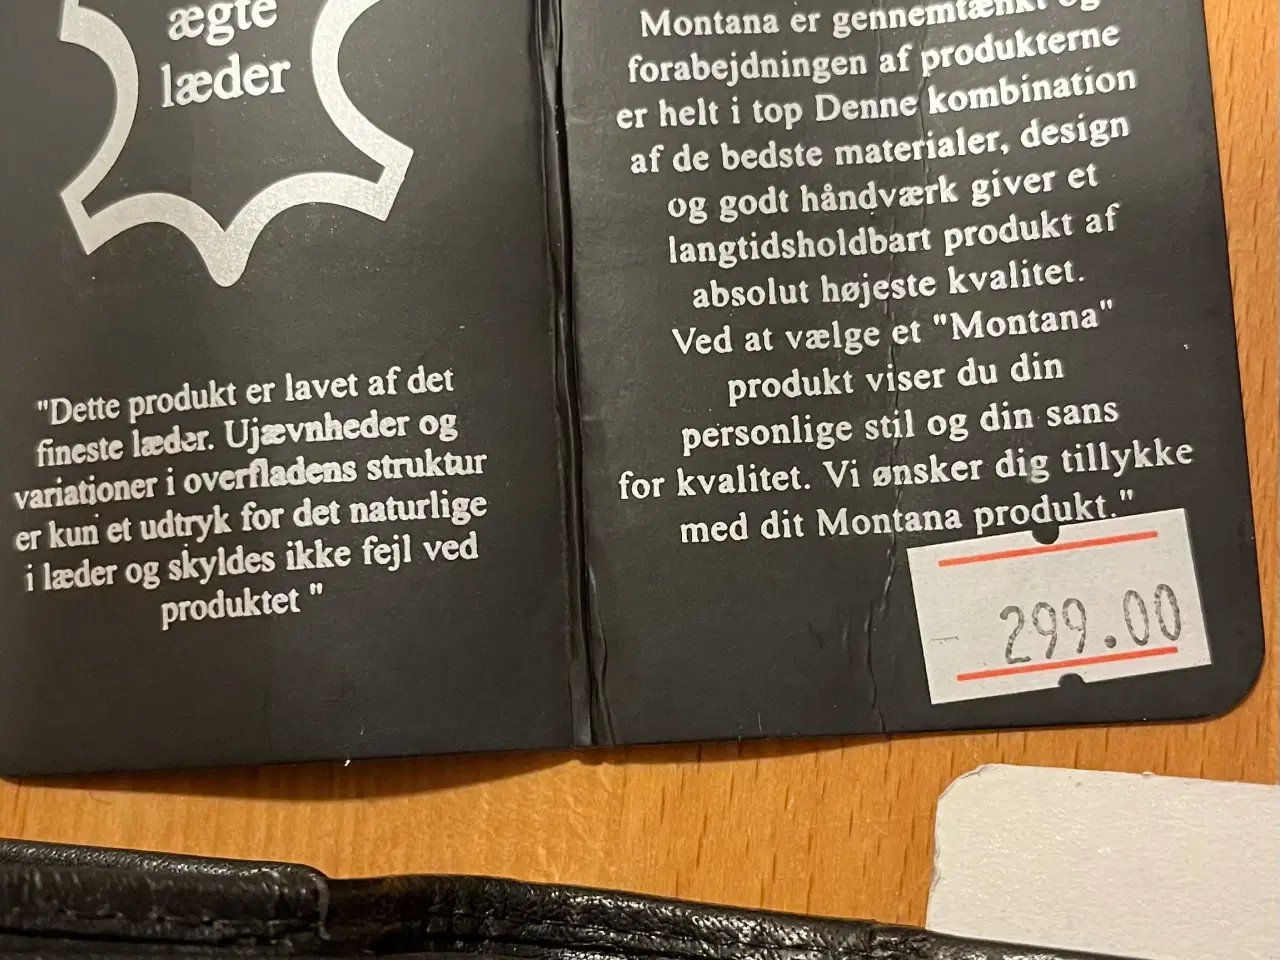 ægte
læder
"Dette produkt er lavet af det
fineste læder. Ujævnheder og
variationer i overfladens struktur
er kun et udtryk for det naturlige
i læder og skyldes ikke fejl ved
produktet "
Montana er gennemtænkt og
forabejdningen af produkterne
er helt i top Denne kombination
af de bedste materialer, design
og godt håndværk giver et
langtidsholdbart produkt af
absolut højeste kvalitet.
Ved at vælge et "Montana"
produkt viser du din
personlige stil og din sans
for kvalitet. Vi ønsker dig tillykke
med dit Montana produkt."
299.00